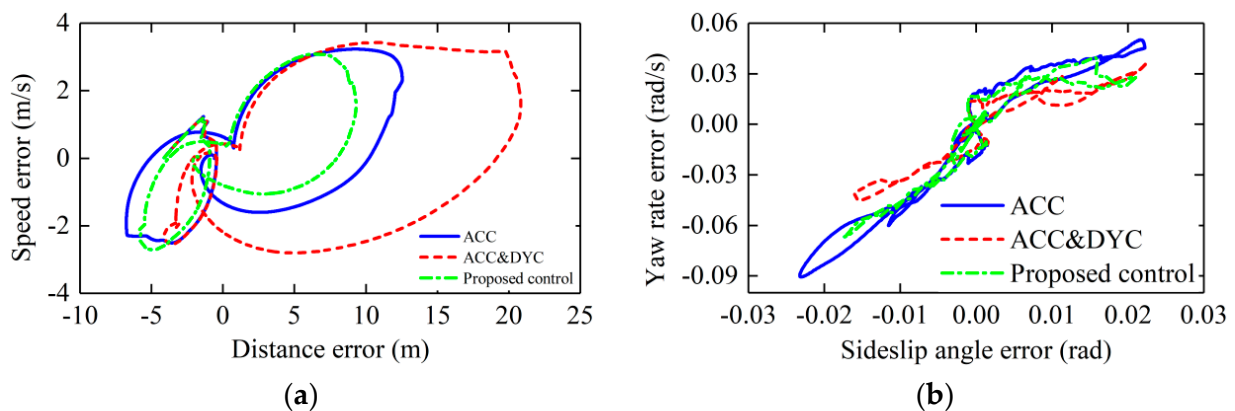 4
2
0
-2
-4
-10
-5
0
5
10
15
20
25
Speed error (m/s)
Distance error (m)
ACC
ACC&DYC
Proposed control
(a)
0.06
0.03
0.00
-0.03
-0.06
-0.09
-0.03
-0.02
-0.01
0.00
0.01
0.02
0.03
Yaw rate error (rad/s)
Sideslip angle error (rad)
ACC
ACC&DYC
Proposed control
(b)